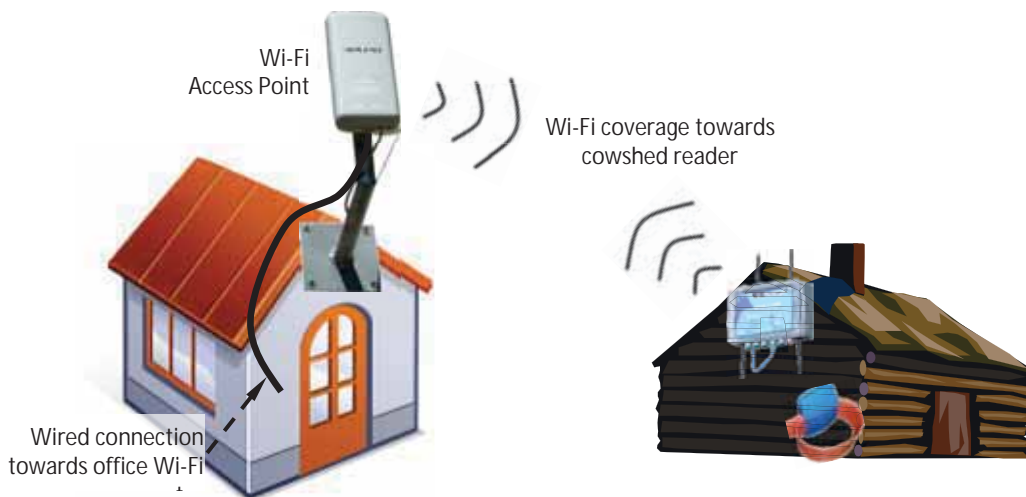 Wi-Fi
Access Point
Wi-Fi coverage towards
cowshed reader
Wired connection
towards office Wi-Fi